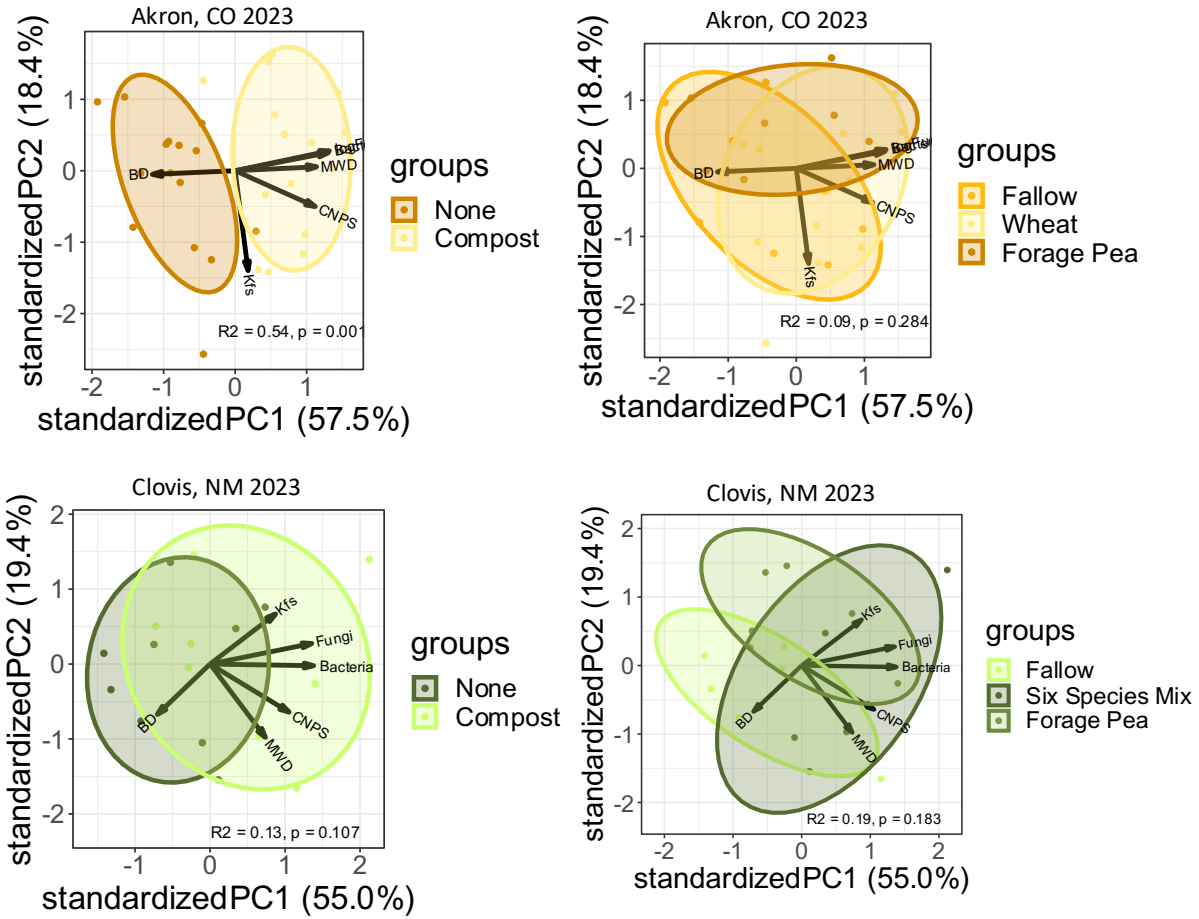 Akron, CO 2023
standardizedPC2 (18.4%)
1
0
-1
-2
BD
MWD
CNPS
Kfs
R2 = 0.54, p = 0.001
-2
-1
0
1
standardizedPC1 (57.5%)
groups
None
Compost
Akron, CO 2023
standardizedPC2 (18.4%)
1
0
-1
-2
BD
MWD
CNPS
Kfs
R2 = 0.09, p = 0.284
-2
-1
0
1
standardizedPC1 (57.5%)
groups
Fallow
Wheat
Forage Pea
Clovis, NM 2023
standardizedPC2 (19.4%)
2
1
0
-1
-2
Kfs
Fungi
Bacteria
CNPS
MWD
BD
R2 = 0.13, p = 0.107
-1
0
1
2
standardizedPC1 (55.0%)
groups
None
Compost
Clovis, NM 2023
standardizedPC2 (19.4%)
2
1
0
-1
-2
Kfs
Fungi
Bacteria
CNPS
MWD
BD
R2 = 0.19, p = 0.183
-2
-1
0
1
2
standardizedPC1 (55.0%)
groups
Fallow
Six Species Mix
Forage Pea